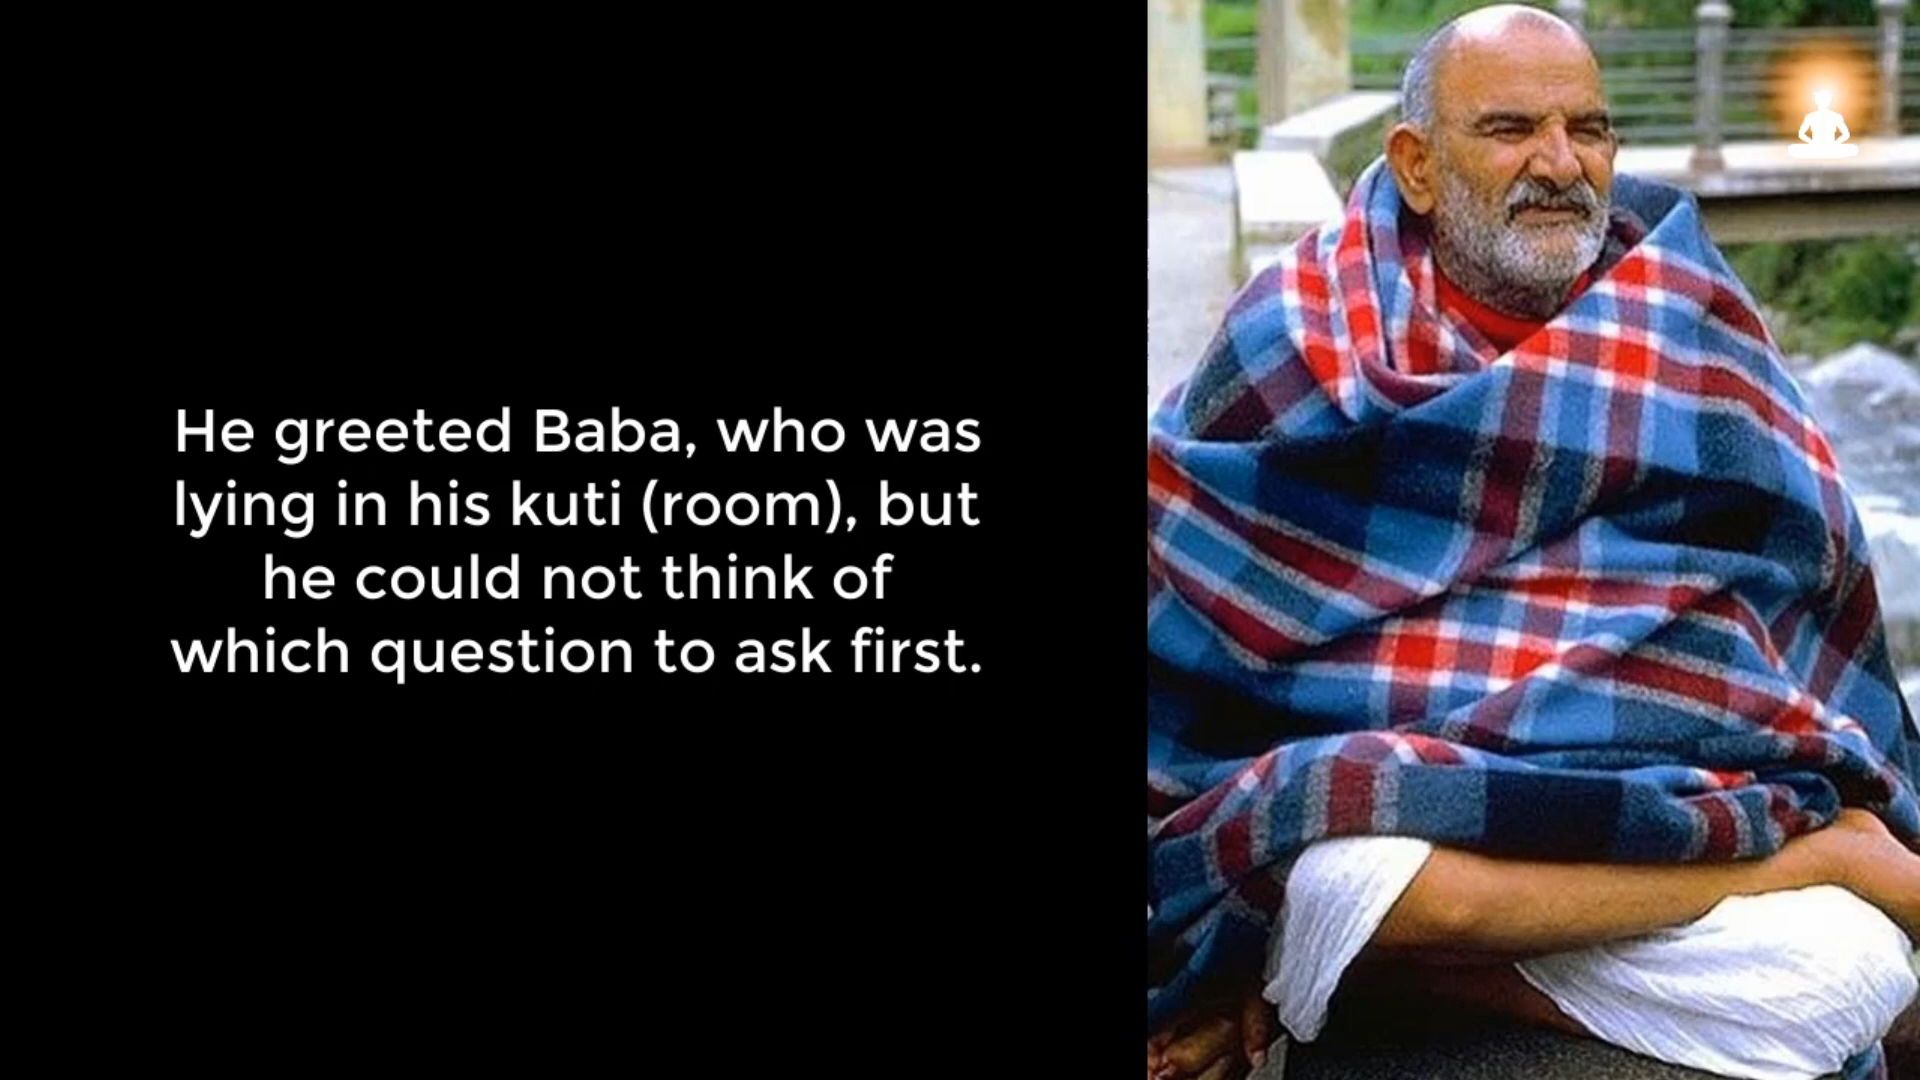 He greeted Baba, who was
lying in his kuti (room), but
he could not think of
which question to ask first.